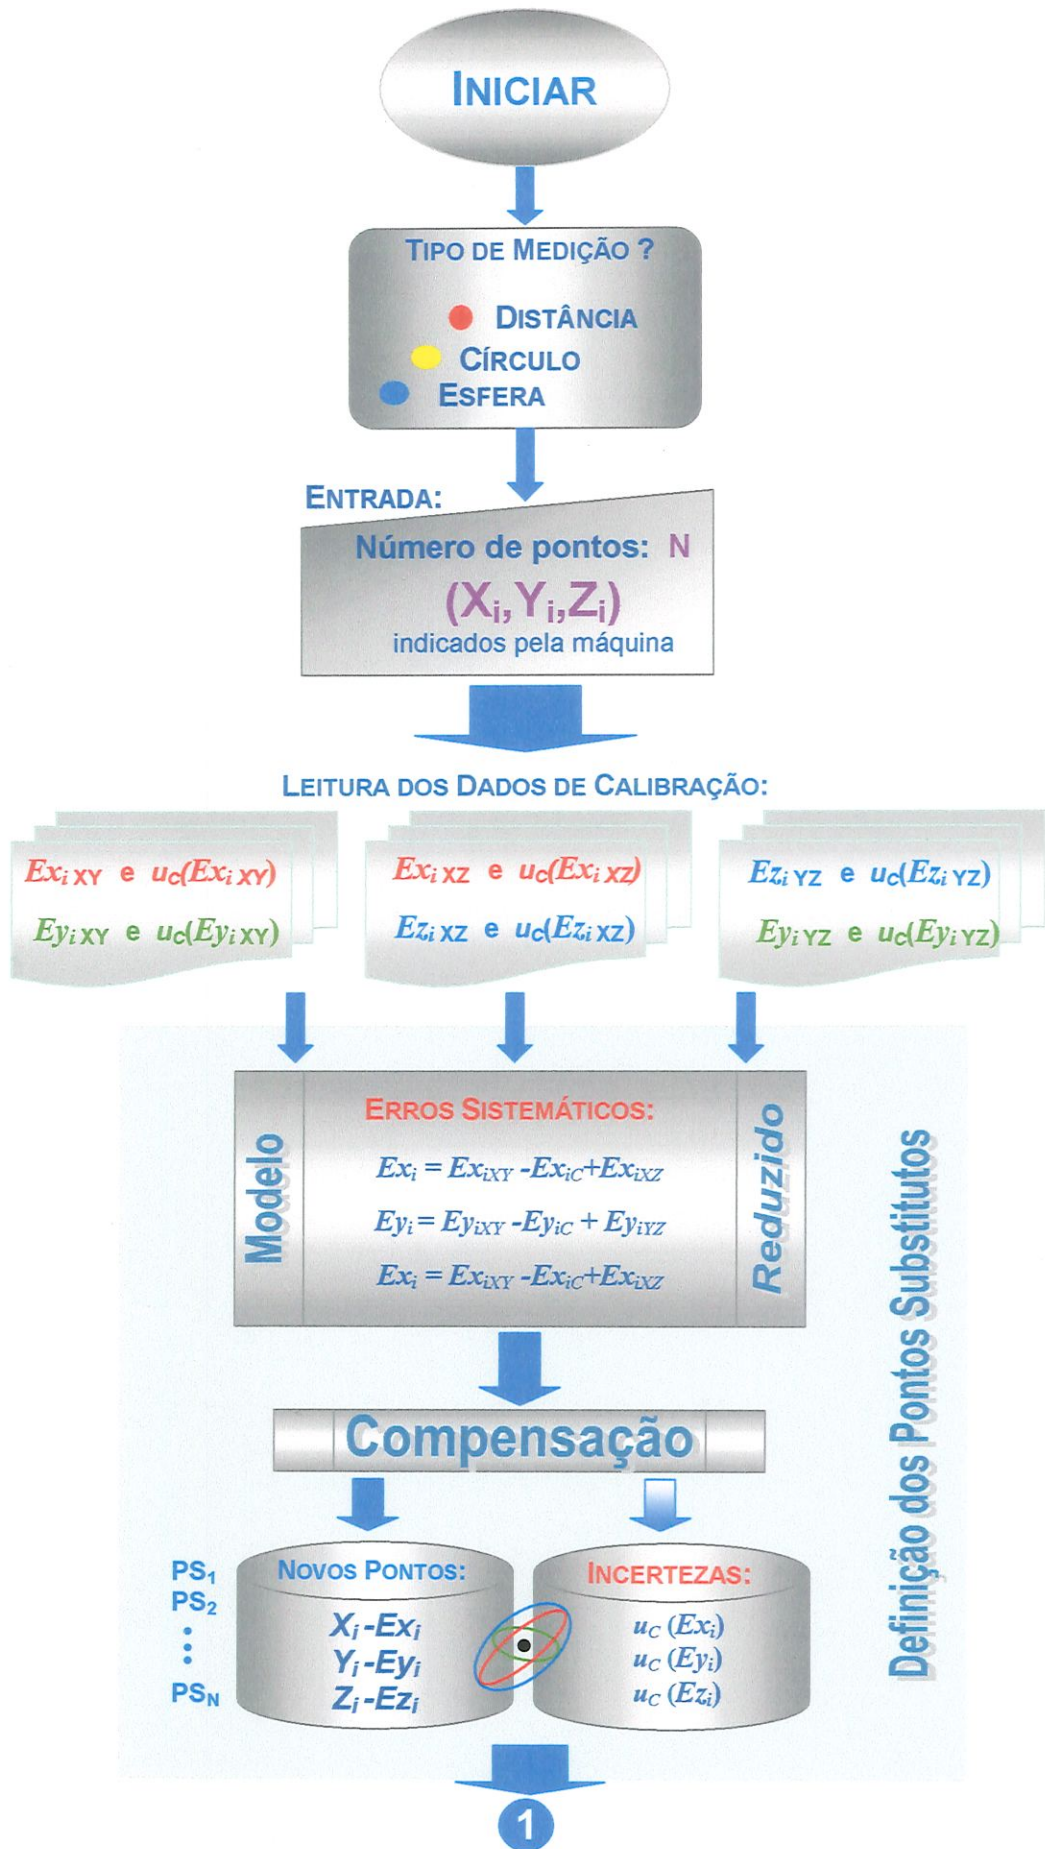 INICIAR
TIPO DE MEDIÇÃO ?
DISTÂNCIA
CÍRCULO
ESFERA
ENTRADA:
Número de pontos: N
(Xi,Yi,Zi)
indicados pela máquina
LEITURA DOS DADOS DE CALIBRAÇÃO:
Exi XY e uc(Exi XY)
Eyi XY e uc(Eyi XY)
Exi XZ e uc(Exi XZ)
Ezi XZ e uc(Ezi XZ)
Ezi YZ e uc(Ezi YZ)
Eyi YZ e uc(Eyi YZ)
Modelo
ERROS SISTEMÁTICOS:
Exi = ExiXY -ExiC+ExiXZ
Eyi = EyiXY -EyiC + EyiYZ
Exi = ExiXY -ExiC+ExiXZ
Reduzido
Definição dos Pontos Substitutos
Compensação
PS1
PS2
PSN
NOVOS PONTOS:
Xi-Exi
Yi-Eyi
Zi-Ezi
INCERTEZAS:
uC (Exi)
uC (Eyi)
uC (Ezi)
1